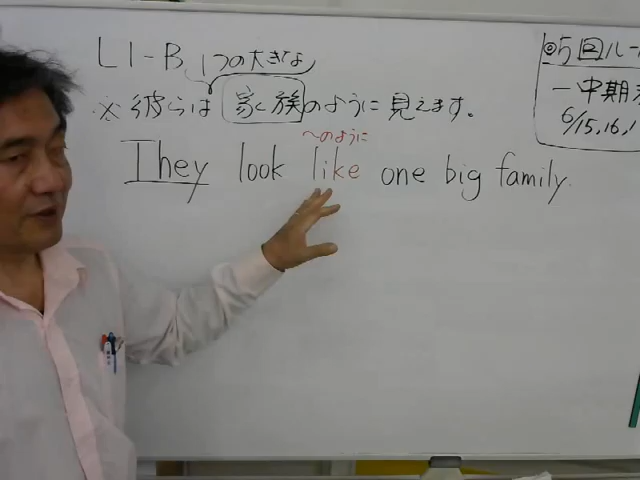 L1-B 1つの大きな
※彼らは家族のように見えます。
~のように
They look like one big family.
◎5回ルー
一中期
6/15,16,1